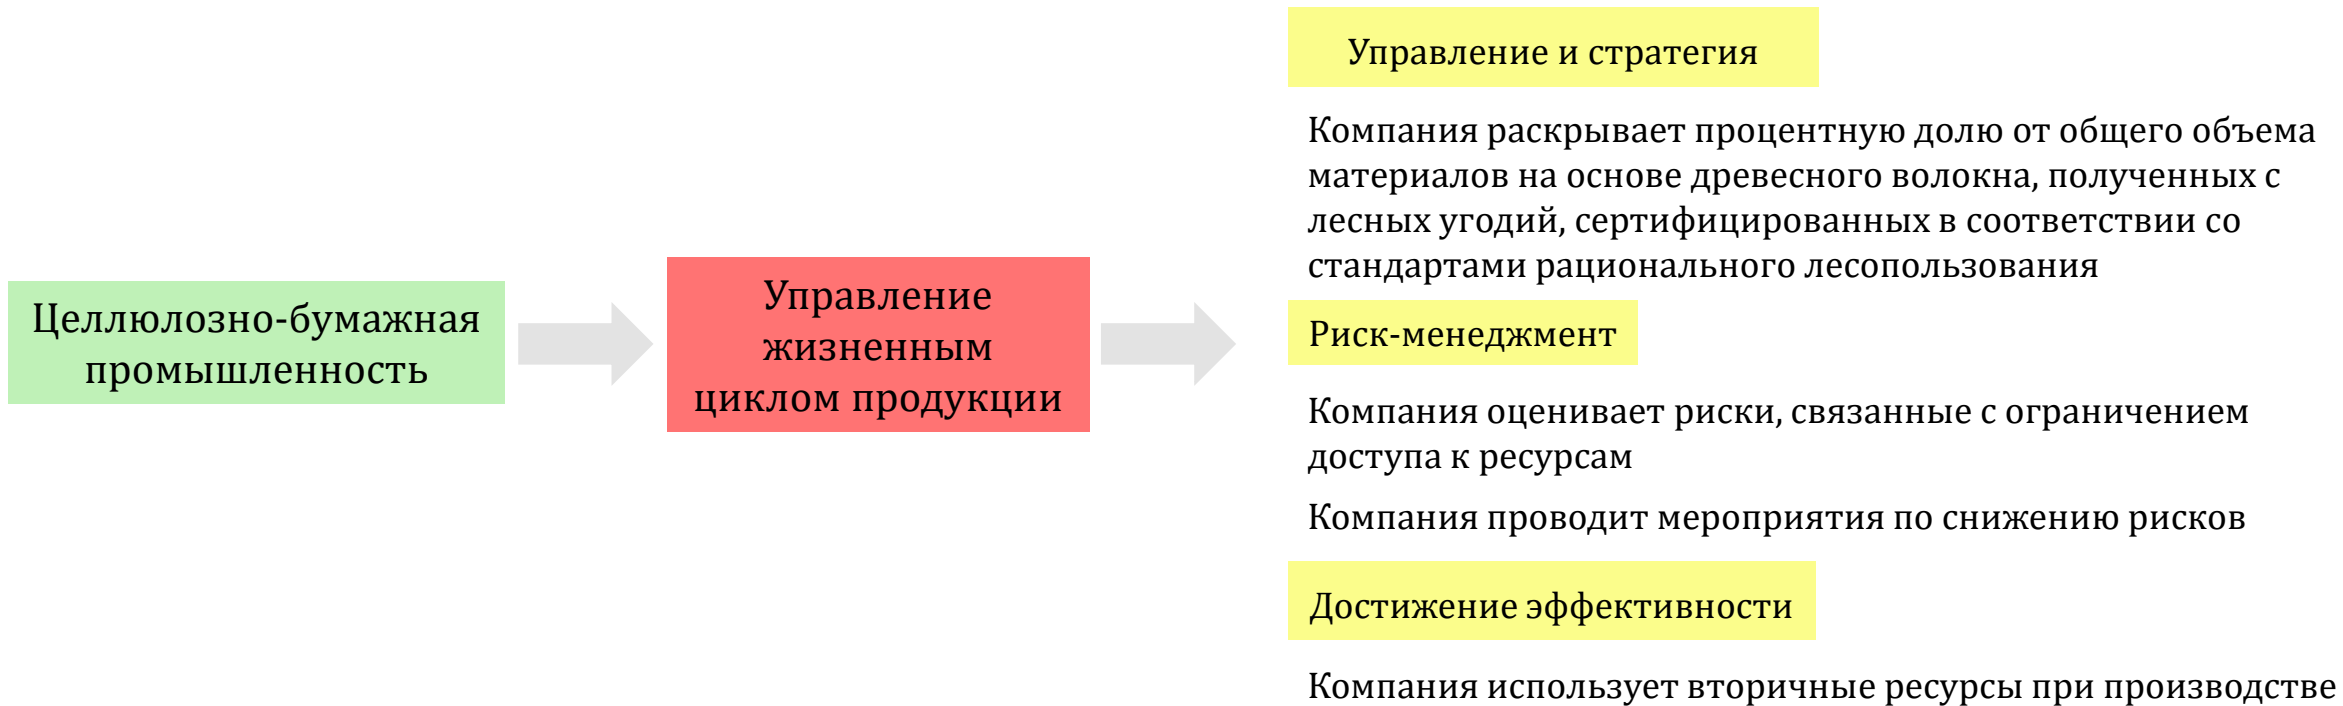 Целлюлозно-бумажная
промышленность
Управление
жизненным
циклом продукции
Управление и стратегия
Компания раскрывает процентную долю от общего объема
материалов на основе древесного волокна, полученных с
лесных угодий, сертифицированных в соответствии со
стандартами рационального лесопользования
Риск-менеджмент
Компания оценивает риски, связанные с ограничением
доступа к ресурсам
Компания проводит мероприятия по снижению рисков
Достижение эффективности
Компания использует вторичные ресурсы при производстве